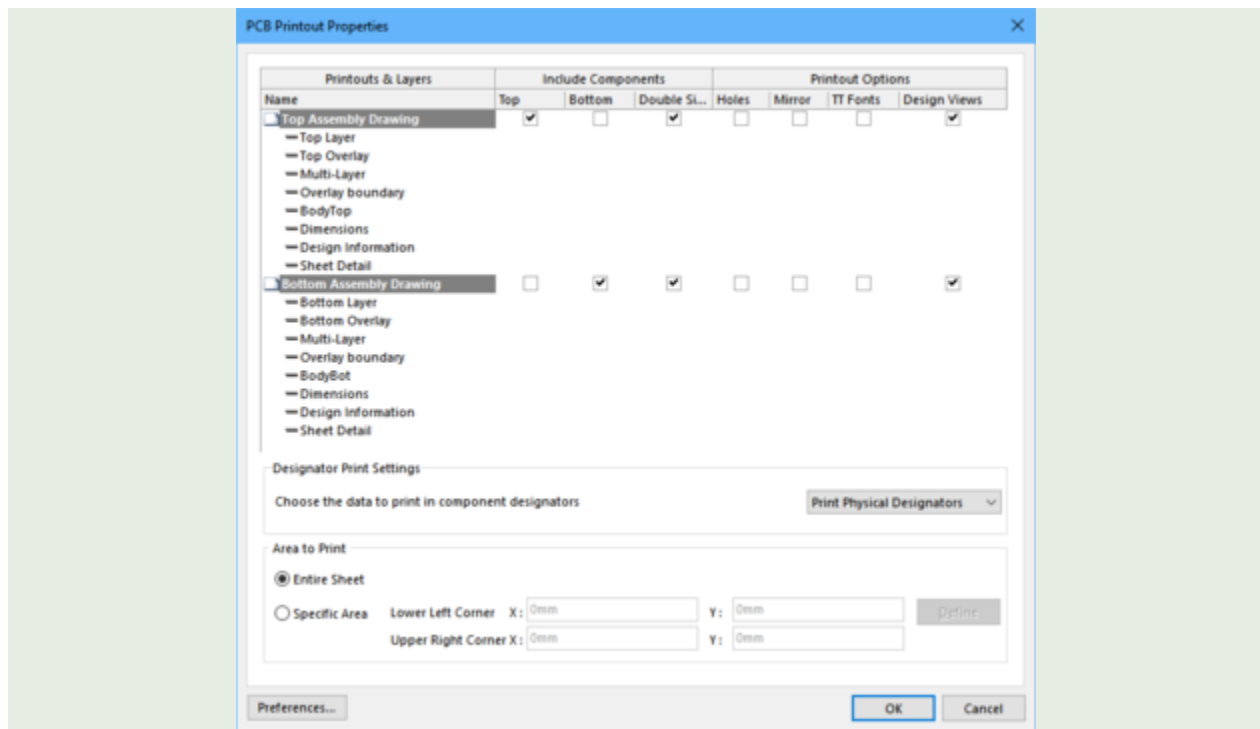 PCB Printout Properties
Printouts & Layers Include Components Printout Options
Name Top Bottom Double Si... Holes Mirror TT Fonts Design Views
Top Assembly Drawing
Top Layer
Top Overlay
Multi-Layer
Overlay boundary
BodyTop
Dimensions
Design Information
Sheet Detail
Bottom Assembly Drawing
Bottom Layer
Bottom Overlay
Multi-Layer
Overlay boundary
BodyBot
Dimensions
Design Information
Sheet Detail
Designator Print Settings
Choose the data to print in component designators Print Physical Designators
Area to Print
Entire Sheet
Specific Area Lower Left Corner X: 0mm Y: 0mm Define
Upper Right Corner X: 0mm Y: 0mm
Preferences... OK Cancel